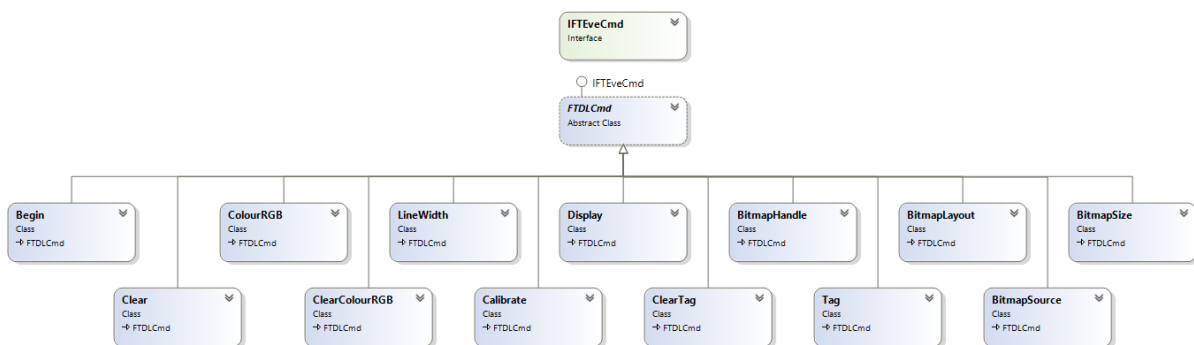 IFTEveCmd
Interface
IFTEveCmd
FTDLCmd
Abstract Class
Begin
Class
FTDLCmd
ColourRGB
Class
FTDLCmd
LineWidth
Class
FTDLCmd
Display
Class
FTDLCmd
BitmapHandle
Class
FTDLCmd
BitmapLayout
Class
FTDLCmd
BitmapSize
Class
FTDLCmd
Clear
Class
FTDLCmd
ClearColourRGB
Class
FTDLCmd
Calibrate
Class
FTDLCmd
ClearTag
Class
FTDLCmd
Tag
Class
FTDLCmd
BitmapSource
Class
FTDLCmd